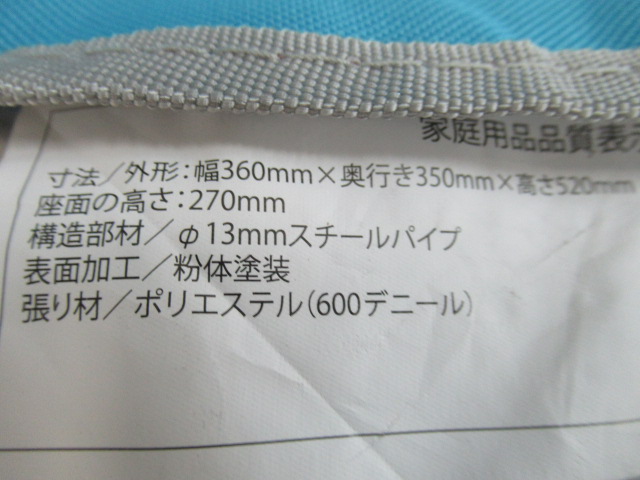 家庭用品品質表示
寸法／外形：幅360mm×奥行き350mm×高さ520mm
座面の高さ：270mm
構造部材／φ13mmスチールパイプ
表面加工／粉体塗装
張り材／ポリエステル（600デニール）